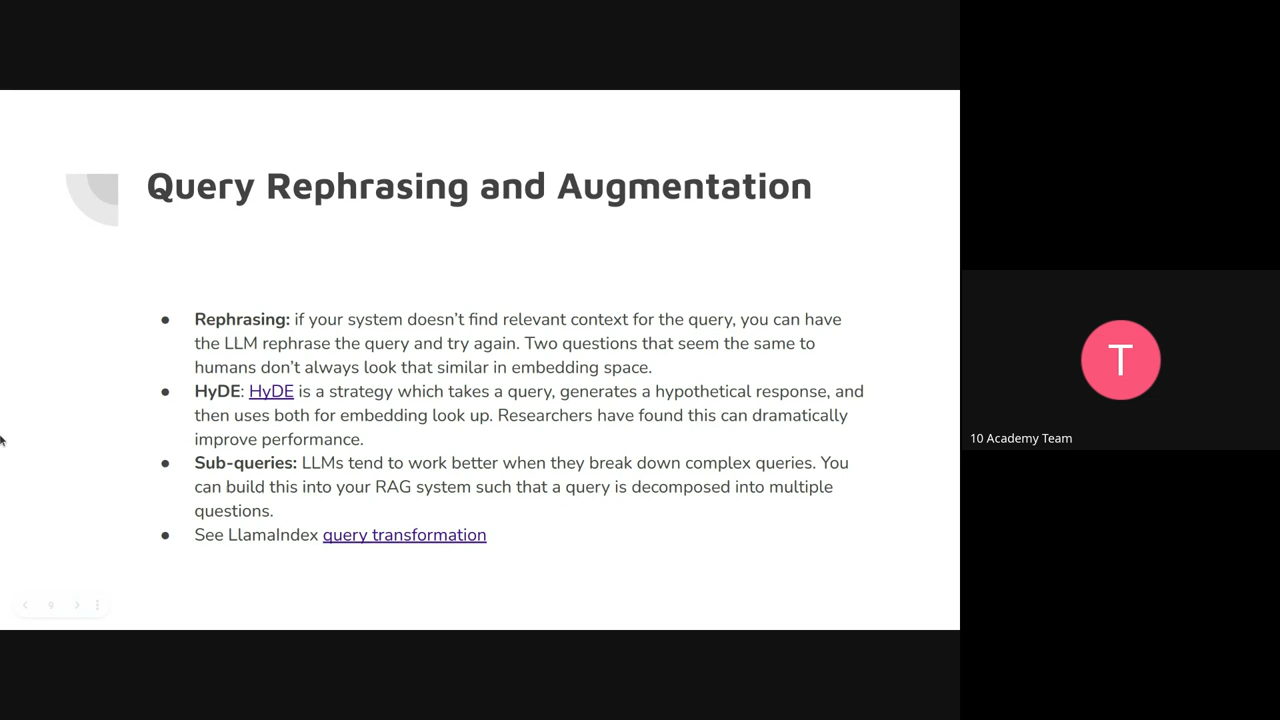 Query Rephrasing and Augmentation
● Rephrasing: if your system doesn’t find relevant context for the query, you can have
the LLM rephrase the query and try again. Two questions that seem the same to
humans don’t always look that similar in embedding space.
● HyDE: HyDE is a strategy which takes a query, generates a hypothetical response, and
then uses both for embedding look up. Researchers have found this can dramatically
improve performance.
● Sub-queries: LLMs tend to work better when they break down complex queries. You
can build this into your RAG system such that a query is decomposed into multiple
questions.
● See LlamaIndex query transformation
9
T
10 Academy Team